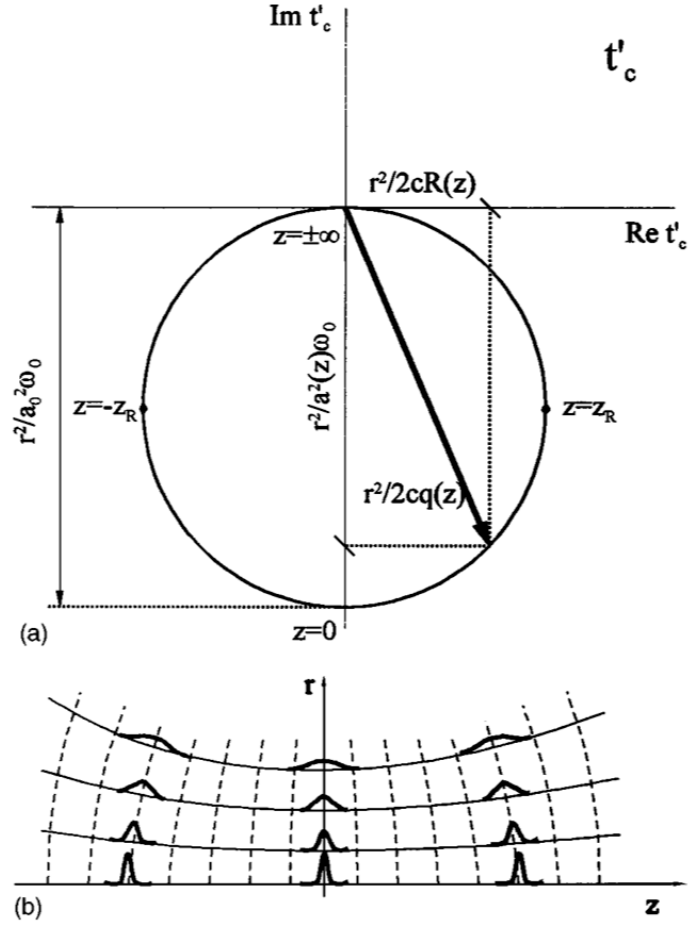 Im t'c
t'c
r²/2cR(z)
Re t'c
z=±∞
r²/a₀²ω₀
r²/a²(z)ω₀
z=-zR
z=zR
r²/2cq(z)
z=0
(a)
r
z
(b)